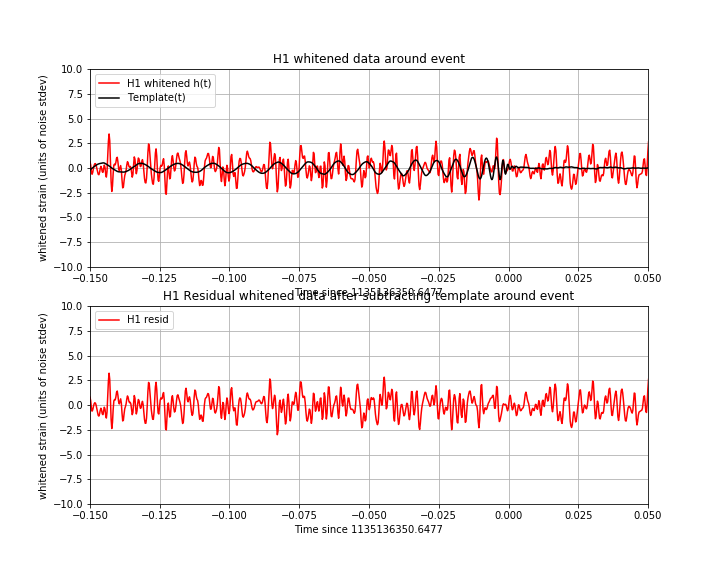 H1 whitened data around event
whitened strain (units of noise stdev)
10.0
7.5
5.0
2.5
0.0
−2.5
−5.0
−7.5
−10.0
H1 whitened h(t)
Template(t)
−0.150 −0.125 −0.100 −0.075 −0.050 −0.025 0.000 0.025 0.050
Time since 1135136350.6477
H1 Residual whitened data after subtracting template around event
whitened strain (units of noise stdev)
10.0
7.5
5.0
2.5
0.0
−2.5
−5.0
−7.5
−10.0
H1 resid
−0.150 −0.125 −0.100 −0.075 −0.050 −0.025 0.000 0.025 0.050
Time since 1135136350.6477